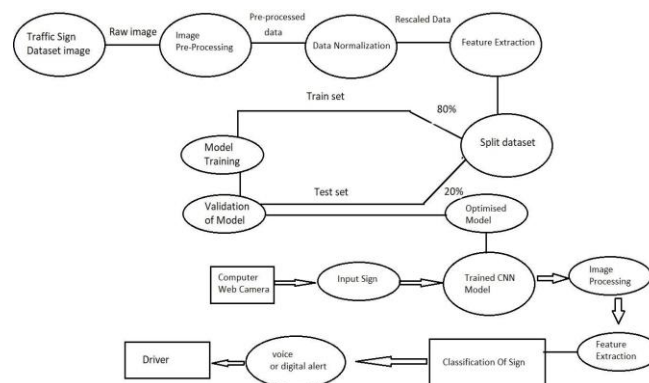 Traffic Sign
Dataset image
Raw image
Image
Pre-Processing
Pre-processed
data
Data Normalization
Rescaled Data
Feature Extraction
Train set
80%
Split dataset
Model
Training
Test set
20%
Validation
of Model
Optimised
Model
Computer
Web Camera
Input Sign
Trained CNN
Model
Image
Processing
Feature
Extraction
Classification Of Sign
voice
or digital alert
Driver